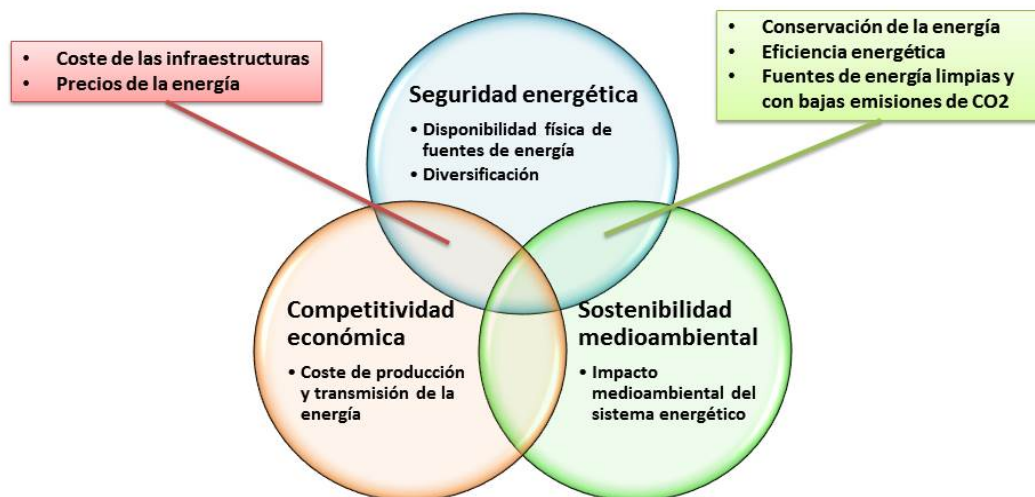 • Coste de las infraestructuras
• Precios de la energía
• Conservación de la energía
• Eficiencia energética
• Fuentes de energía limpias y
con bajas emisiones de CO2
Seguridad energética
• Disponibilidad física de
fuentes de energía
• Diversificación
Competitividad
económica
• Coste de producción
y transmisión de la
energía
Sostenibilidad
medioambiental
• Impacto
medioambiental del
sistema energético